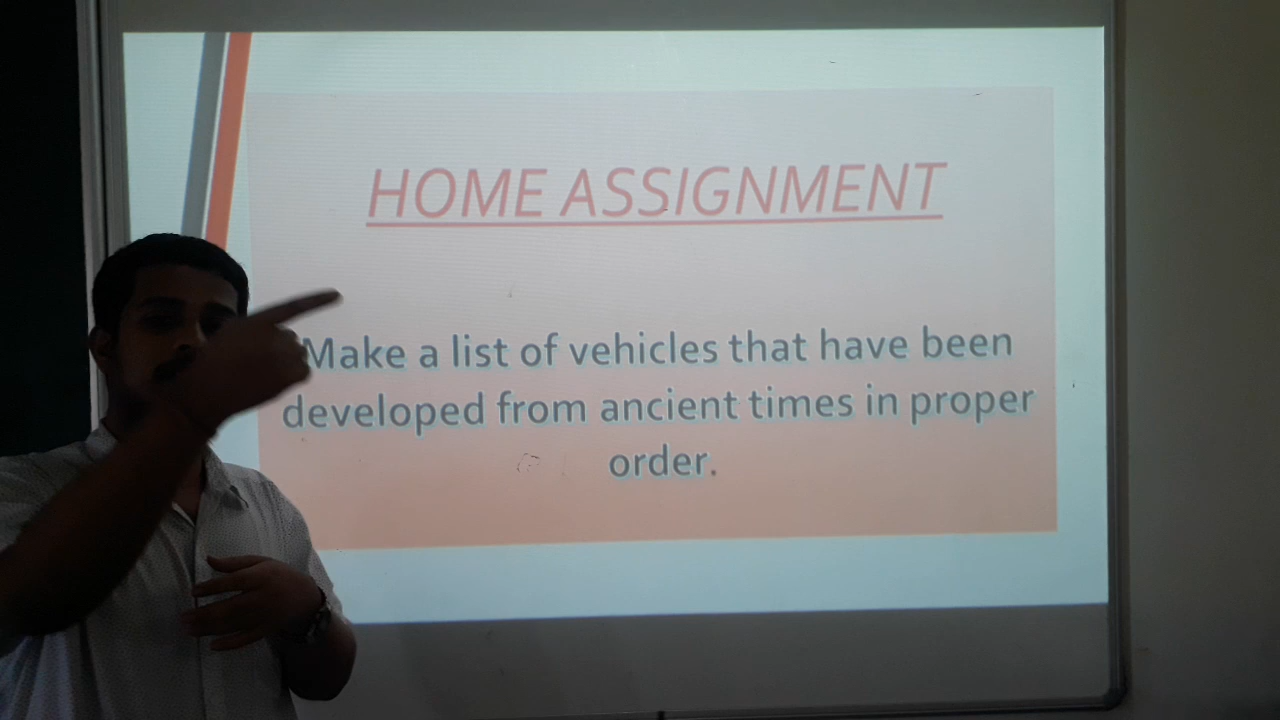 HOME ASSIGNMENT
Make a list of vehicles that have been
developed from ancient times in proper
order.